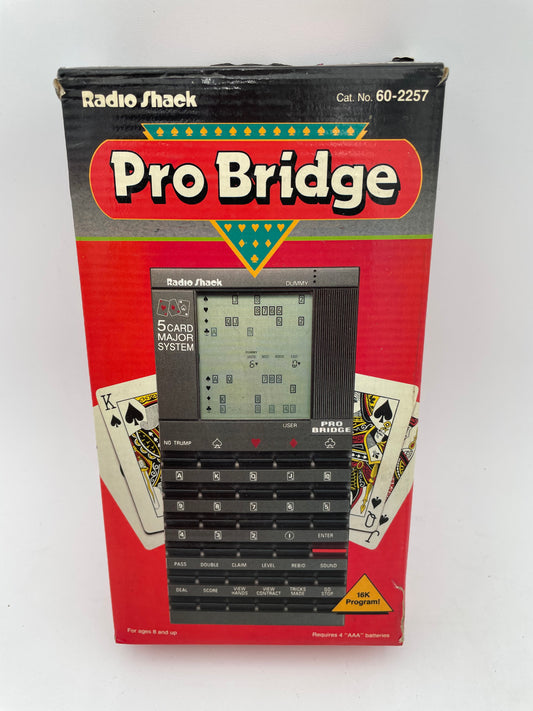 Radio Shack
Cat. No. 60-2257
Pro Bridge
Radio Shack
DUMMY
5 CARD
MAJOR
SYSTEM
USER
PRO
BRIDGE
NO TRUMP
K
A K Q J
9 8 7 6 5
4 3 2 ENTER
PASS DOUBLE CLAIM LEVEL REBID SOUND
DEAL SCORE VIEW HANDS VIEW CONTRACT TRICKS MADE GO STOP
16K
Program!
For ages 8 and up
Requires 4 "AAA" batteries